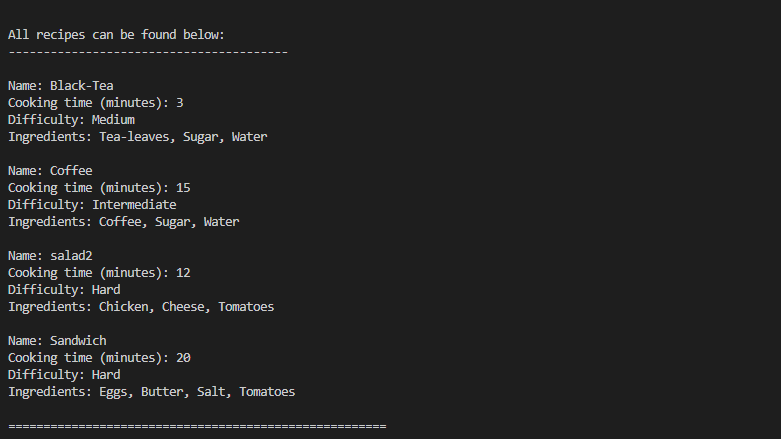 All recipes can be found below:
----------------------------------------
Name: Black-Tea
Cooking time (minutes): 3
Difficulty: Medium
Ingredients: Tea-leaves, Sugar, Water
Name: Coffee
Cooking time (minutes): 15
Difficulty: Intermediate
Ingredients: Coffee, Sugar, Water
Name: salad2
Cooking time (minutes): 12
Difficulty: Hard
Ingredients: Chicken, Cheese, Tomatoes
Name: Sandwich
Cooking time (minutes): 20
Difficulty: Hard
Ingredients: Eggs, Butter, Salt, Tomatoes
======================================================